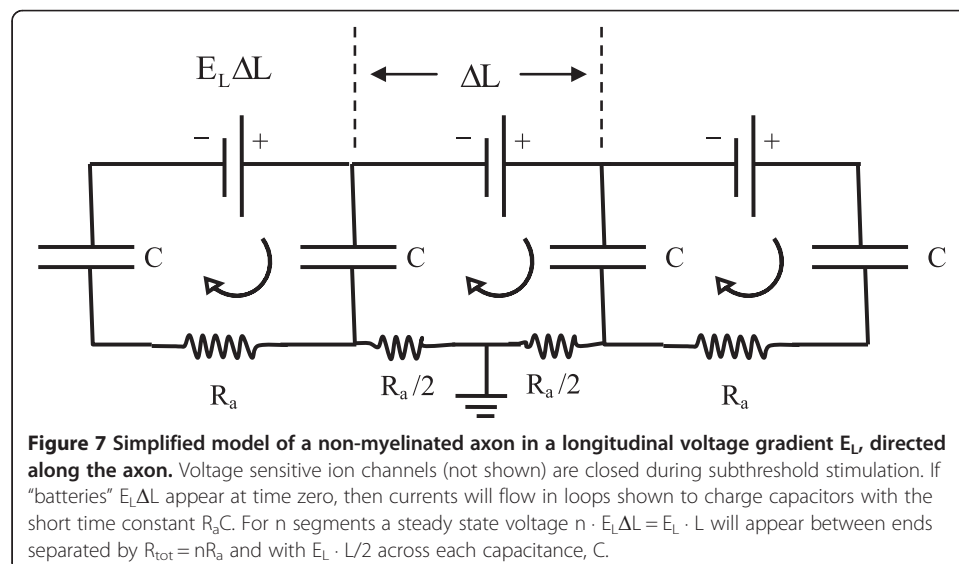 E_L ΔL
ΔL
− +
− +
− +
C
C
C
C
R_a
R_a /2
R_a /2
R_a
Figure 7 Simplified model of a non-myelinated axon in a longitudinal voltage gradient E_L, directed
along the axon. Voltage sensitive ion channels (not shown) are closed during subthreshold stimulation. If
"batteries" E_LΔL appear at time zero, then currents will flow in loops shown to charge capacitors with the
short time constant R_aC. For n segments a steady state voltage n · E_LΔL = E_L · L will appear between ends
separated by R_tot = nR_a and with E_L · L/2 across each capacitance, C.